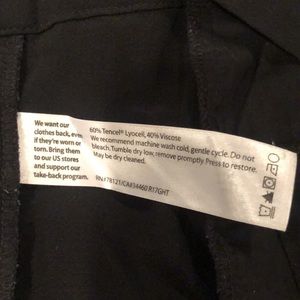 We want our
clothes back, even
if they're worn or
torn. Bring them
to our US stores
and support our
take-back program.
60% Tencel® Lyocell, 40% Viscose
We recommend machine wash cold, gentle cycle. Do not
bleach. Tumble dry low, remove promptly. Press to restore.
May be dry cleaned.
RN#78121/CA#34460 R17GHT